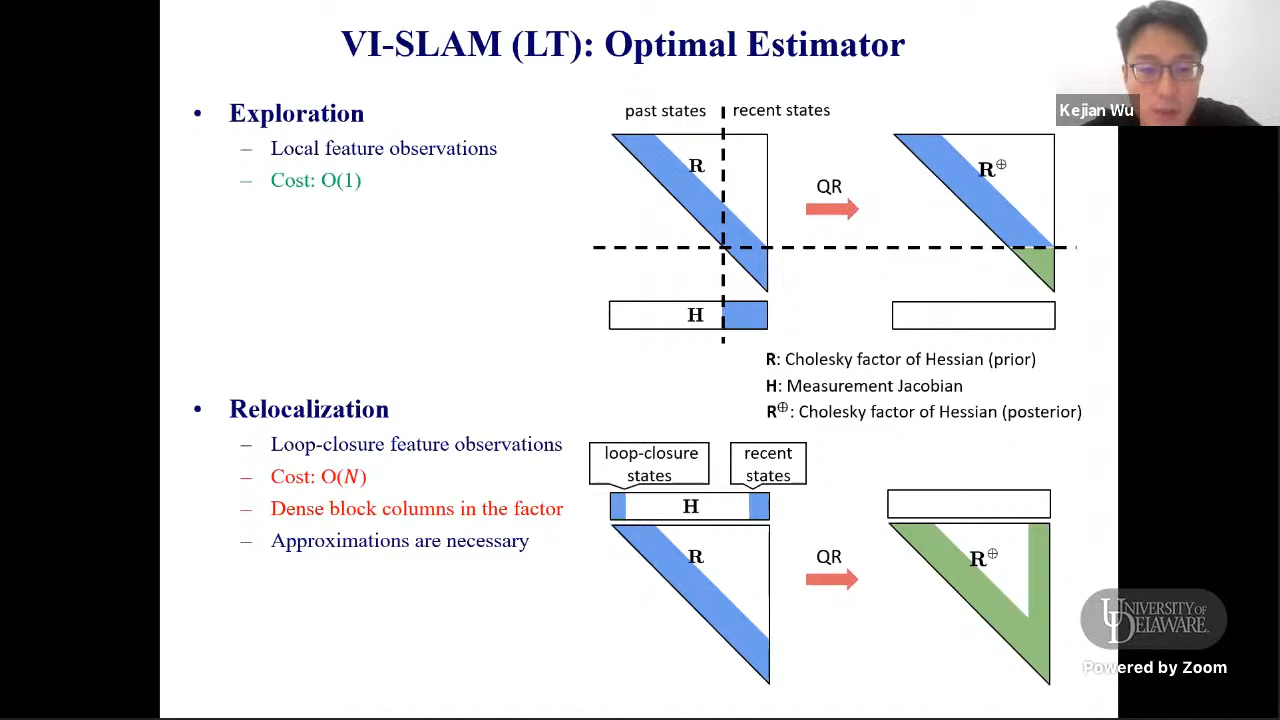 VI-SLAM (LT): Optimal Estimator
Kejian Wu
• Exploration
– Local feature observations
– Cost: O(1)
past states
recent states
R
QR
R⊕
H
R: Cholesky factor of Hessian (prior)
H: Measurement Jacobian
R⊕: Cholesky factor of Hessian (posterior)
• Relocalization
– Loop-closure feature observations
– Cost: O(N)
– Dense block columns in the factor
– Approximations are necessary
loop-closure
states
recent
states
H
R
QR
R⊕
UNIVERSITY OF
DELAWARE.
Powered by Zoom